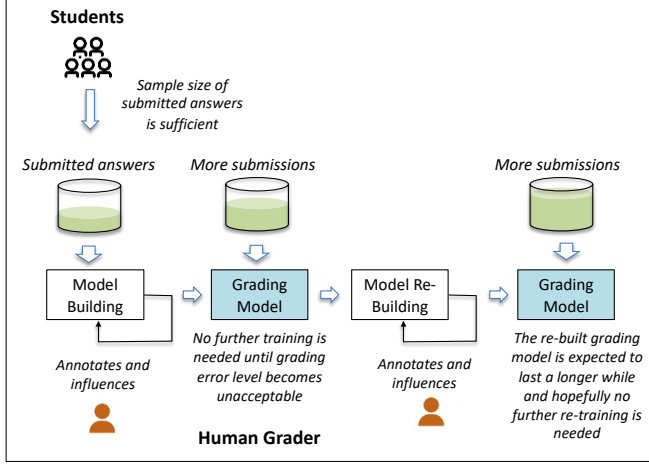 Students
Sample size of
submitted answers
is sufficient
Submitted answers
More submissions
More submissions
Model
Building
Grading
Model
Model Re-
Building
Grading
Model
No further training is
needed until grading
error level becomes
unacceptable
The re-built grading
model is expected to
last a longer while
and hopefully no
further re-training is
needed
Annotates and
influences
Annotates and
influences
Human Grader